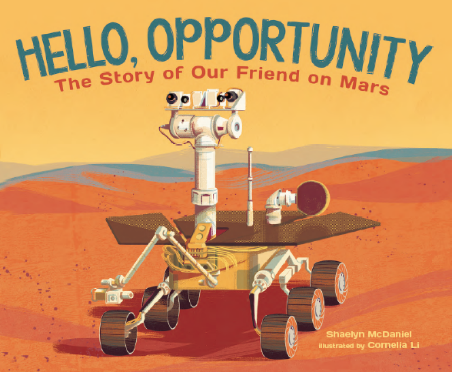 HELLO, OPPORTUNITY
The Story of Our Friend on Mars
Shaelyn McDaniel
illustrated by Cornelia Li